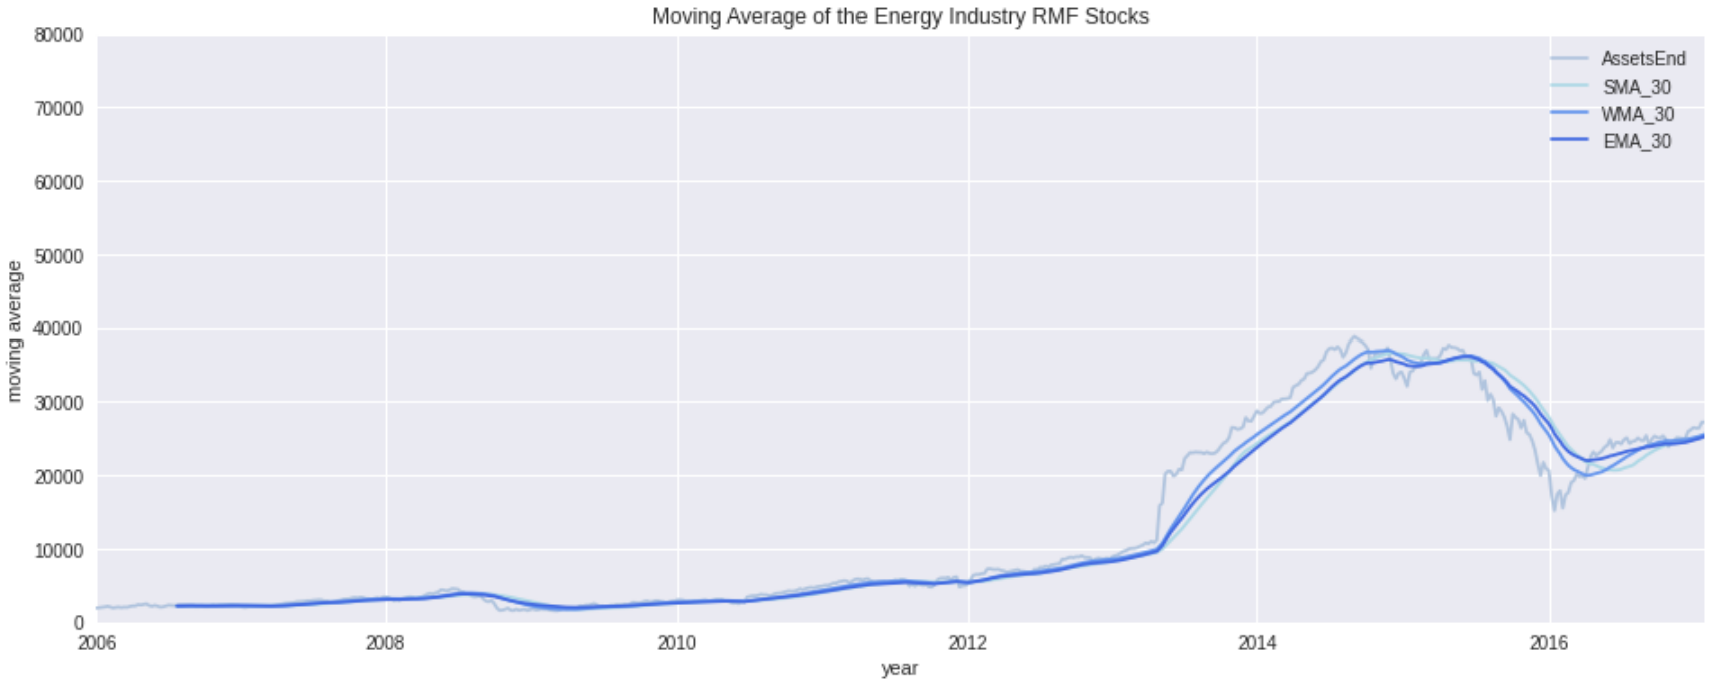 Moving Average of the Energy Industry RMF Stocks
80000
70000
60000
50000
40000
30000
20000
10000
0
moving average
AssetsEnd
SMA_30
WMA_30
EMA_30
2006 2008 2010 2012 2014 2016
year